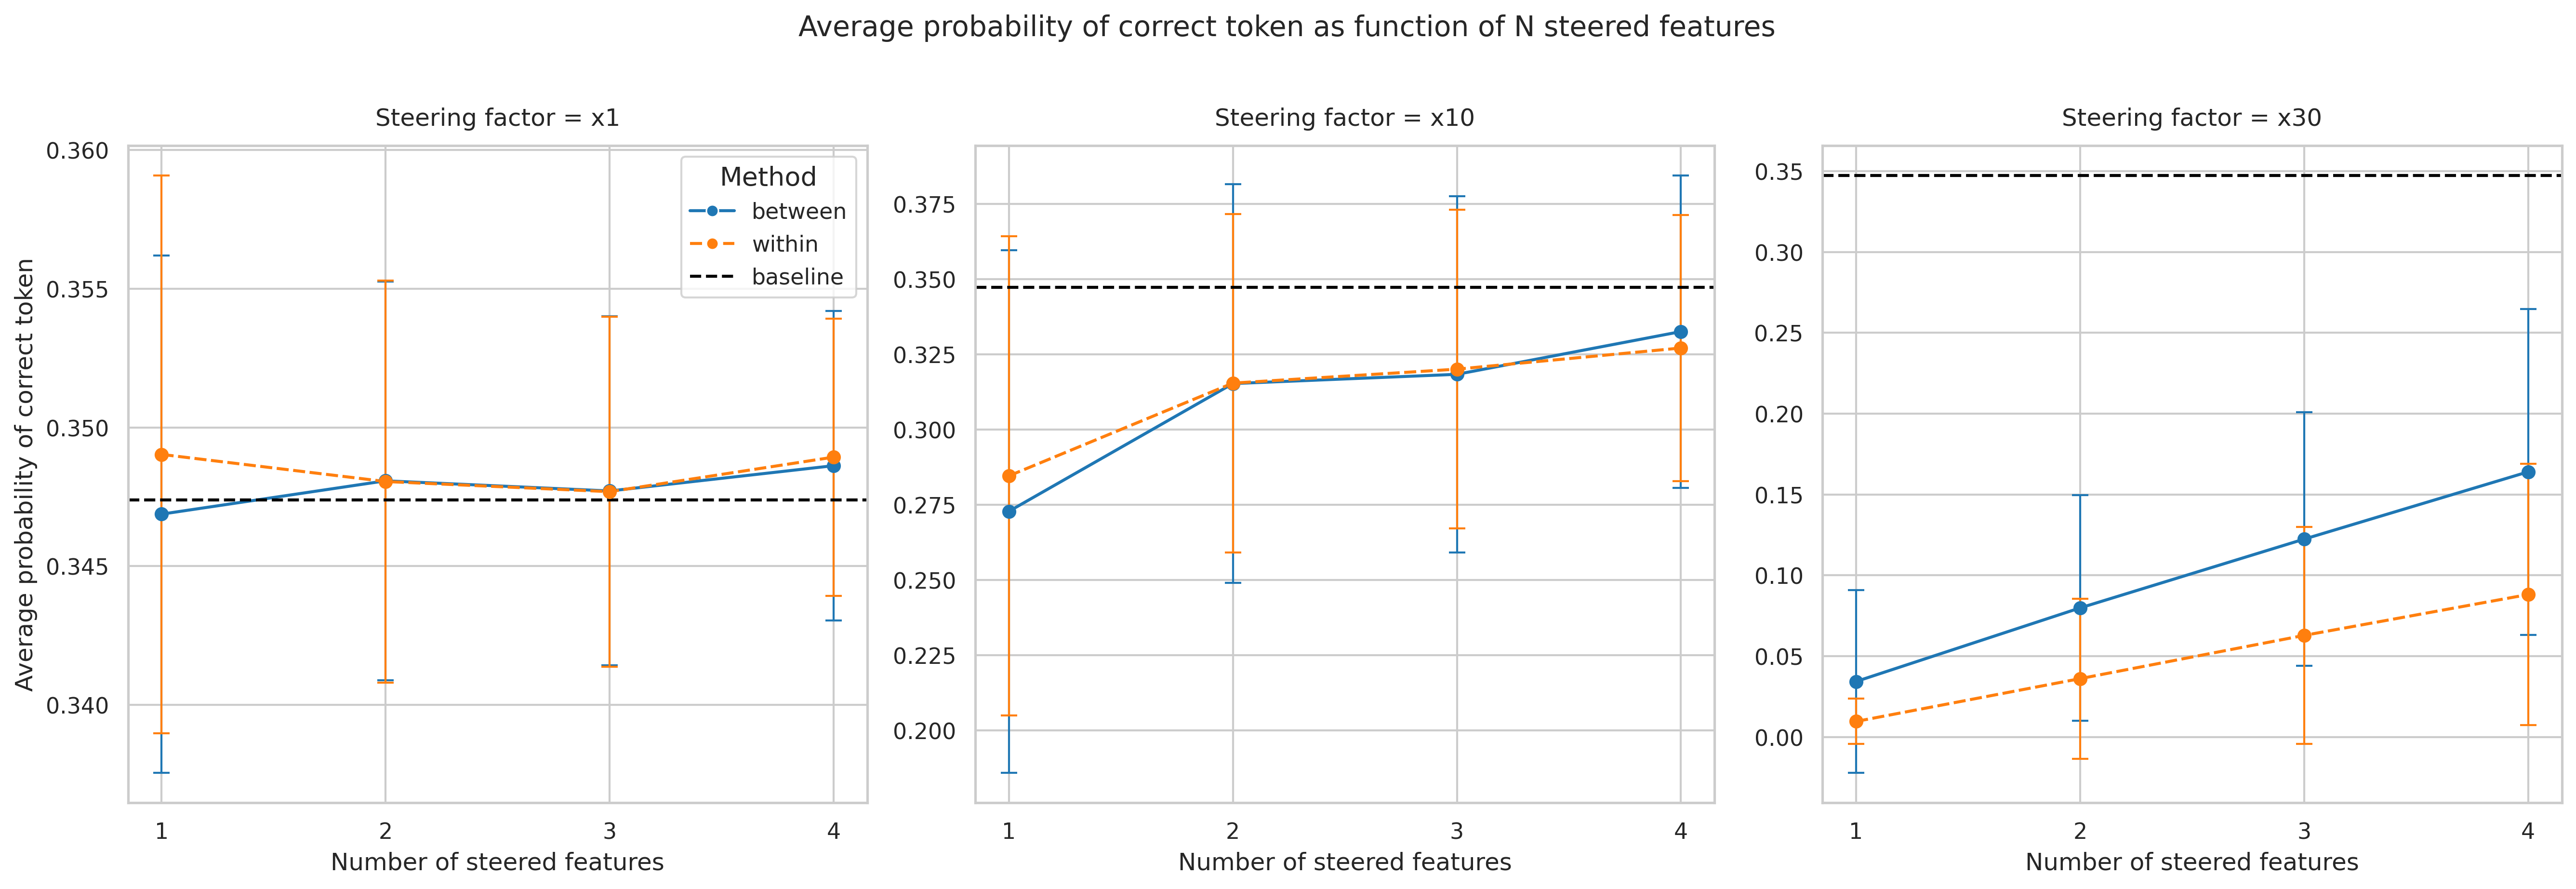 Average probability of correct token as function of N steered features
Steering factor = x1
Average probability of correct token
0.360
0.355
0.350
0.345
0.340
Method
between
within
baseline
1 2 3 4
Number of steered features
Steering factor = x10
0.375
0.350
0.325
0.300
0.275
0.250
0.225
0.200
1 2 3 4
Number of steered features
Steering factor = x30
0.35
0.30
0.25
0.20
0.15
0.10
0.05
0.00
1 2 3 4
Number of steered features